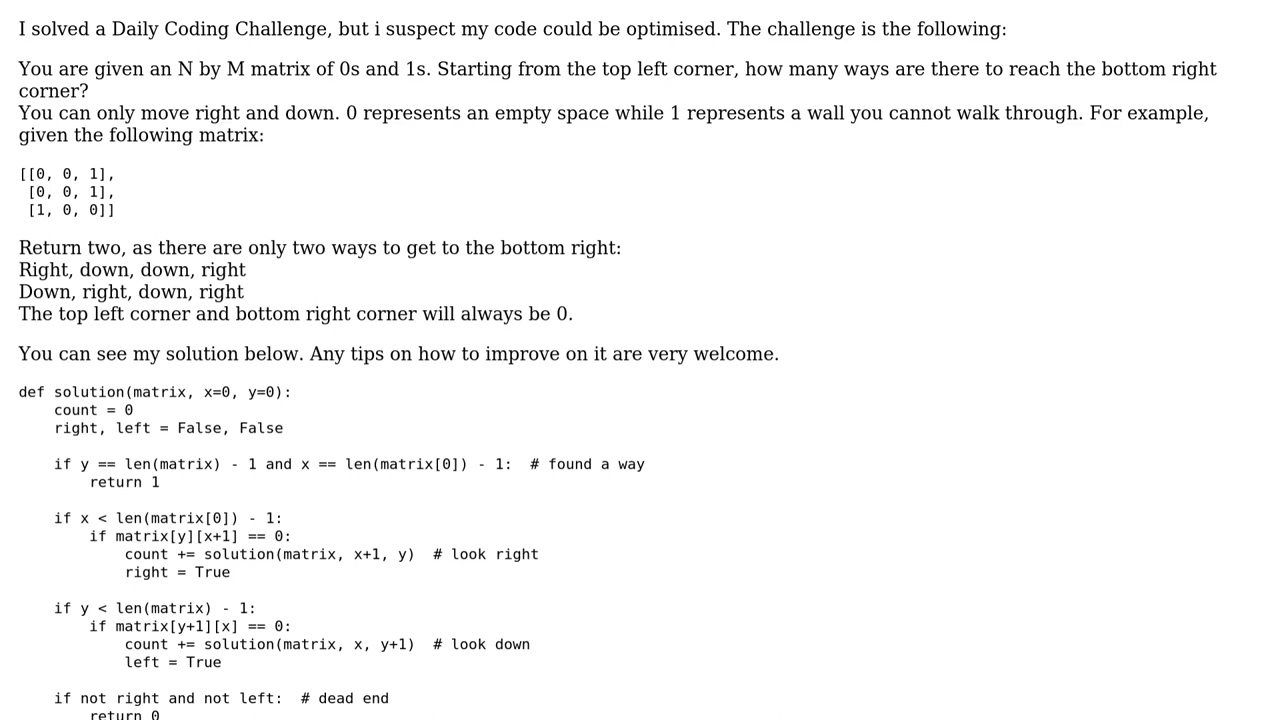 I solved a Daily Coding Challenge, but i suspect my code could be optimised. The challenge is the following:
You are given an N by M matrix of 0s and 1s. Starting from the top left corner, how many ways are there to reach the bottom right
corner?
You can only move right and down. 0 represents an empty space while 1 represents a wall you cannot walk through. For example,
given the following matrix:
[[0, 0, 1],
 [0, 0, 1],
 [1, 0, 0]]
Return two, as there are only two ways to get to the bottom right:
Right, down, down, right
Down, right, down, right
The top left corner and bottom right corner will always be 0.
You can see my solution below. Any tips on how to improve on it are very welcome.
def solution(matrix, x=0, y=0):
    count = 0
    right, left = False, False
    if y == len(matrix) - 1 and x == len(matrix[0]) - 1:  # found a way
        return 1
    if x < len(matrix[0]) - 1:
        if matrix[y][x+1] == 0:
            count += solution(matrix, x+1, y)  # look right
            right = True
    if y < len(matrix) - 1:
        if matrix[y+1][x] == 0:
            count += solution(matrix, x, y+1)  # look down
            left = True
    if not right and not left:  # dead end
        return 0